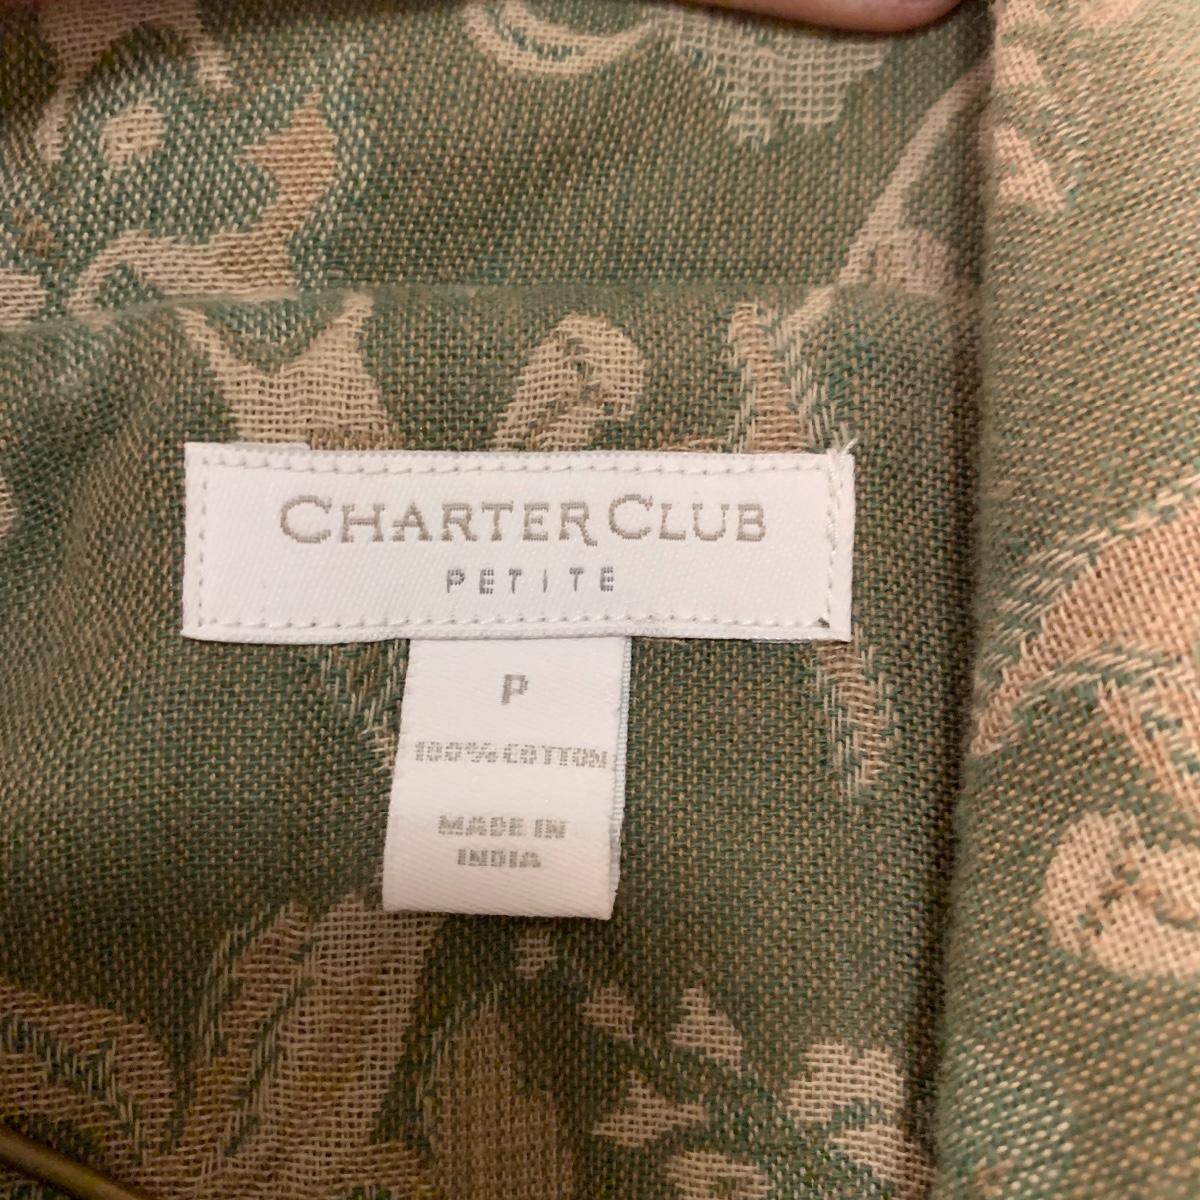 CHARTER CLUB
PETITE
P
100% COTTON
MADE IN
INDIA